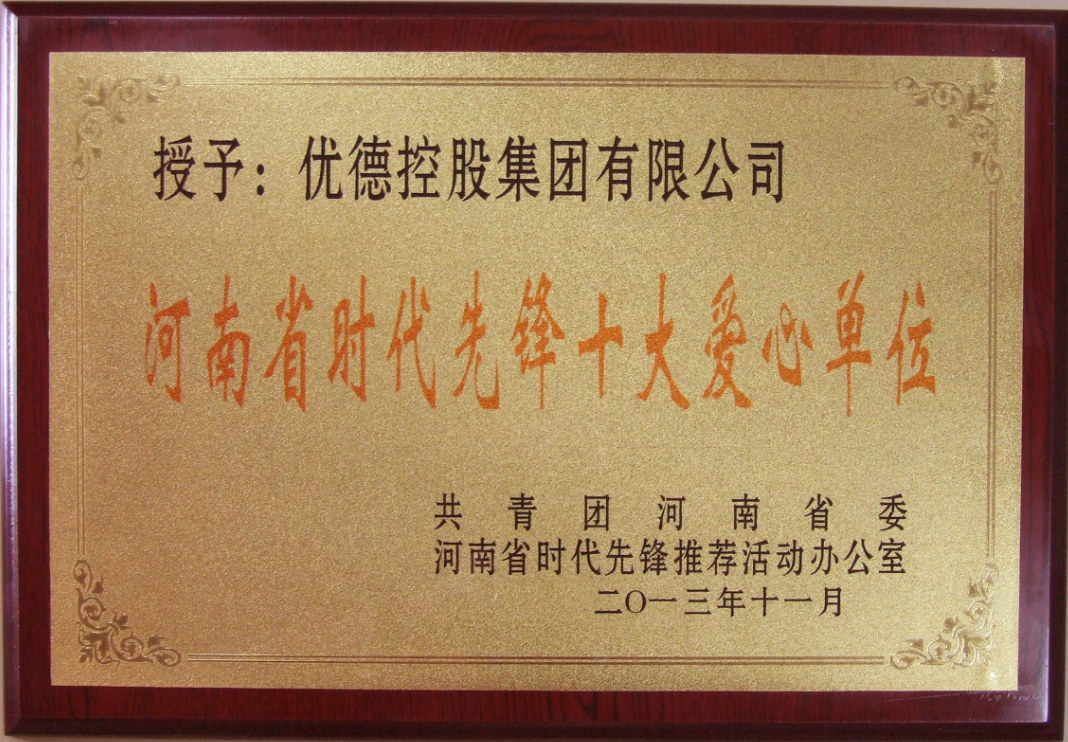 授予：优德控股集团有限公司
河南省时代先锋十大爱心单位
共青团河南省委
河南省时代先锋推荐活动办公室
二〇一三年十一月